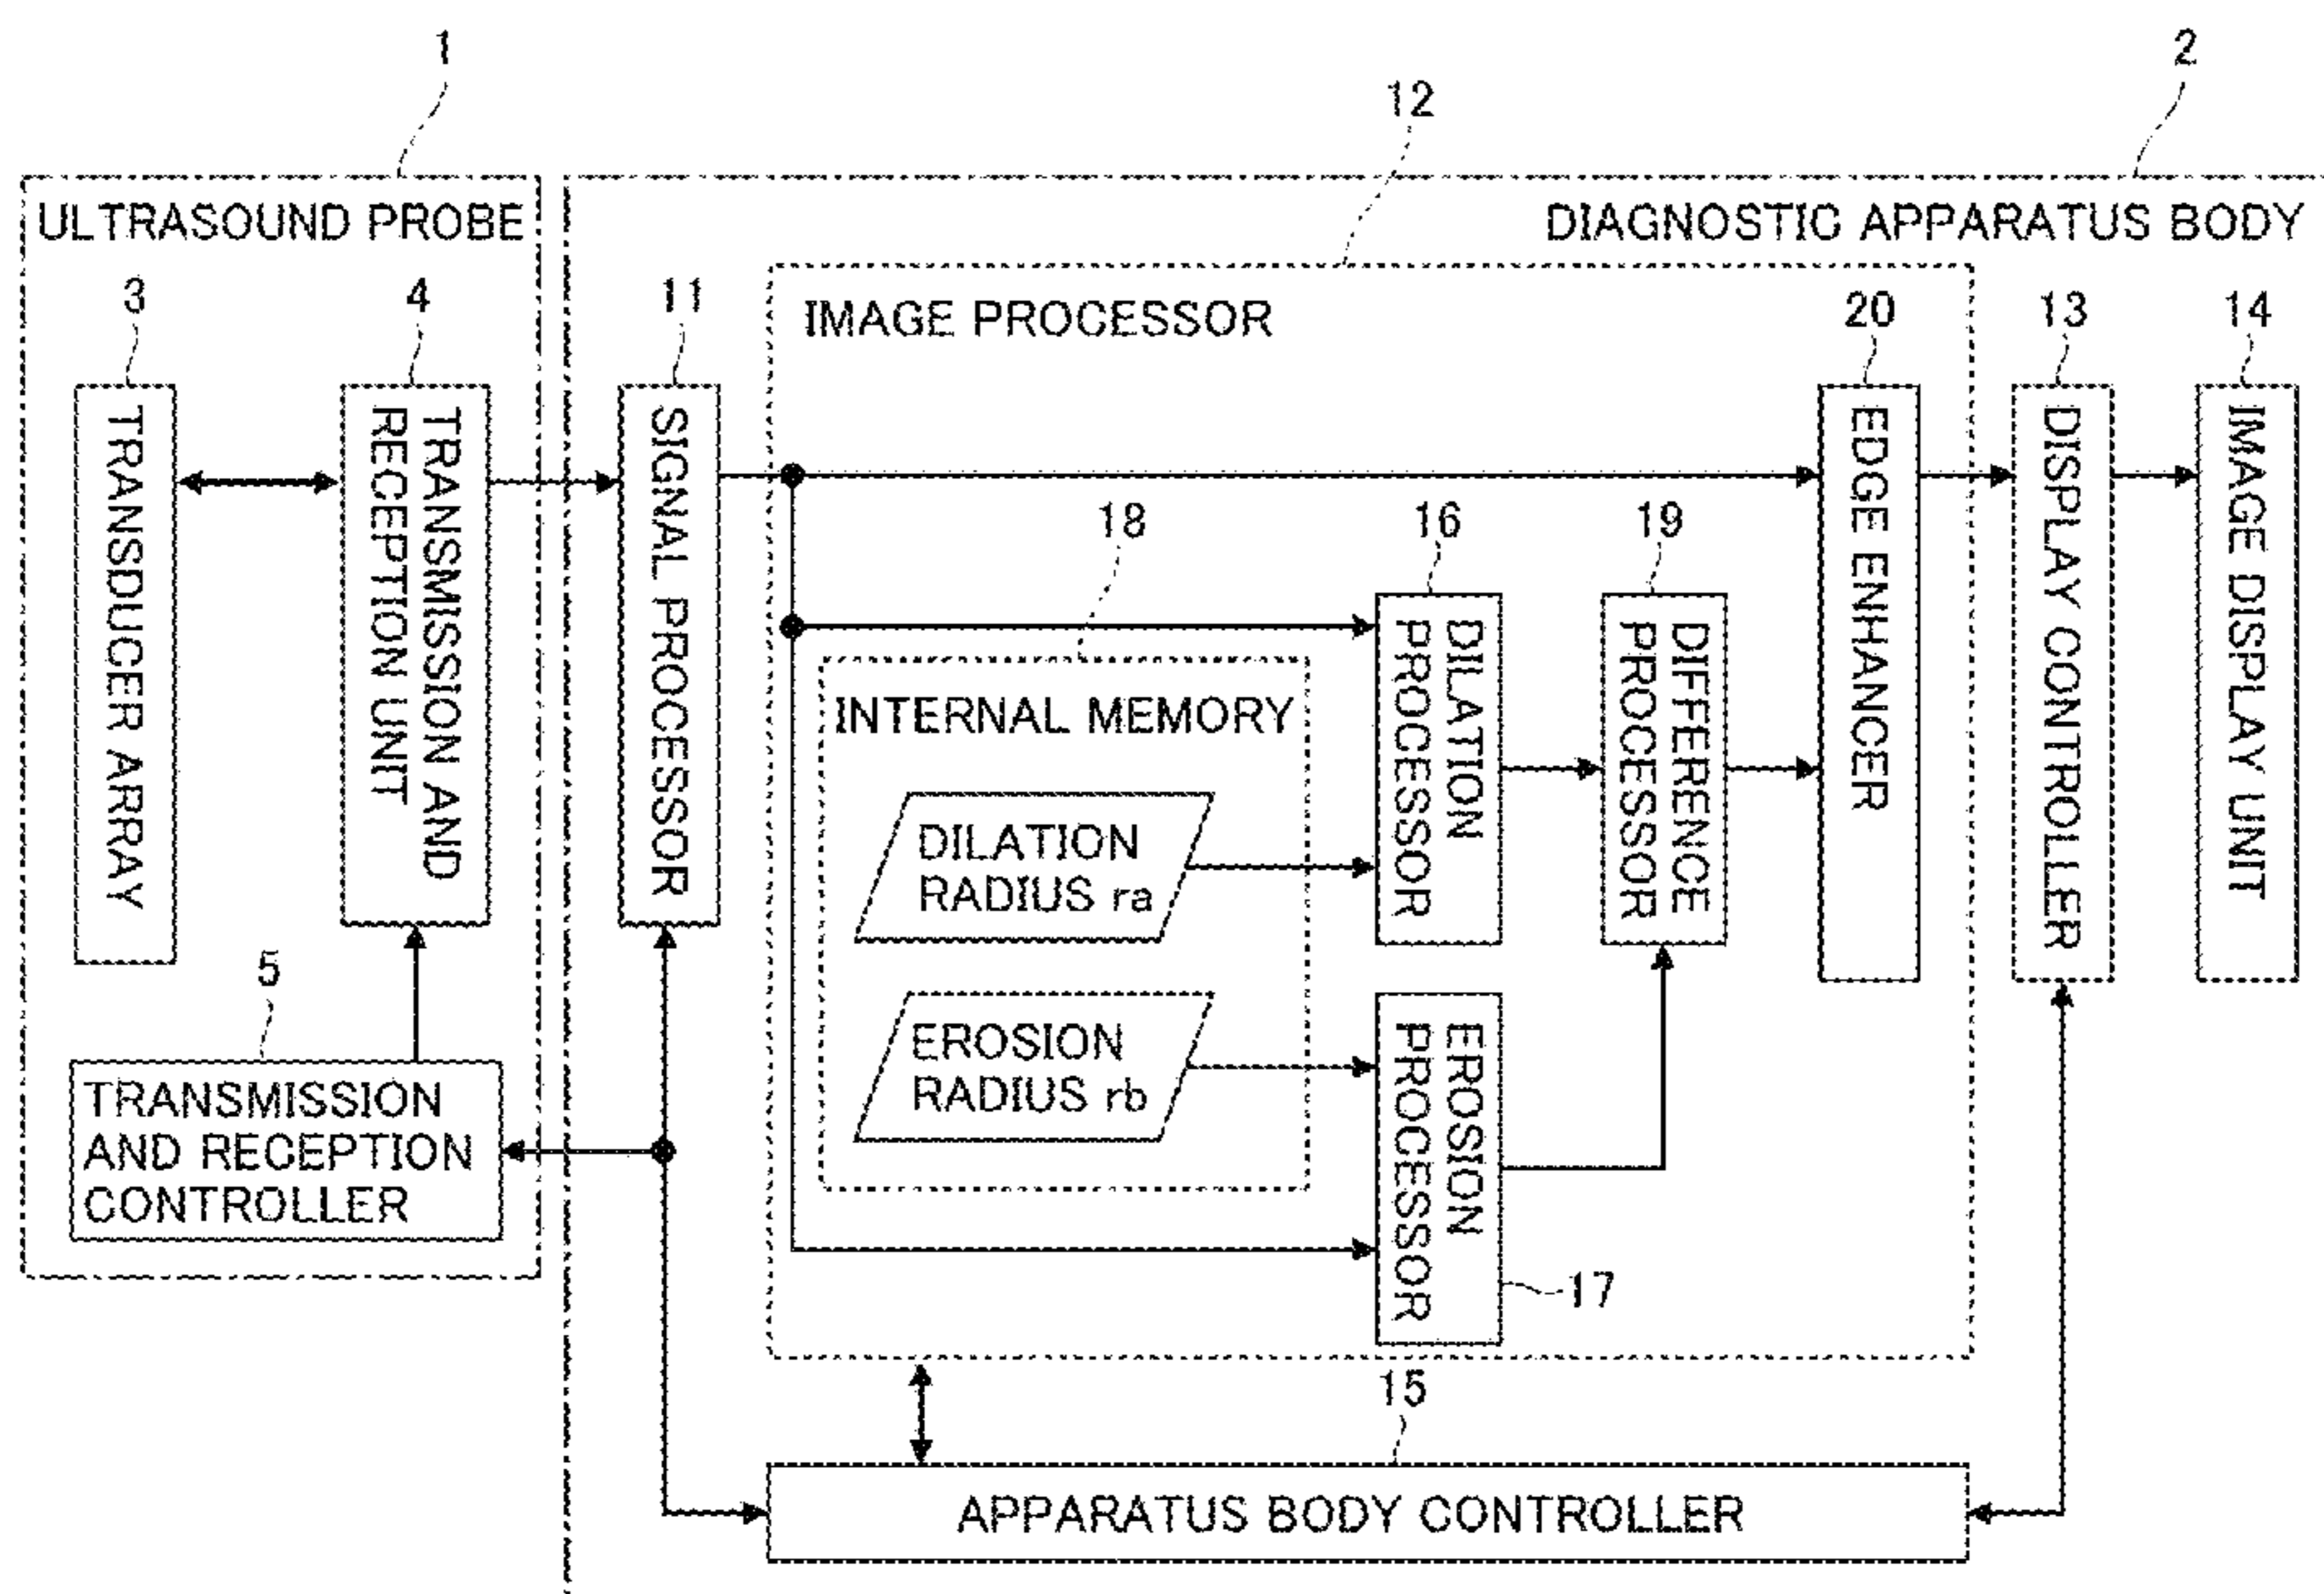 1
2
12
ULTRASOUND PROBE
DIAGNOSTIC APPARATUS BODY
3
4
11
IMAGE PROCESSOR
20
13
14
TRANSDUCER ARRAY
TRANSMISSION AND
RECEPTION UNIT
SIGNAL PROCESSOR
EDGE ENHANCER
DISPLAY CONTROLLER
IMAGE DISPLAY UNIT
18
16
19
DILATION
PROCESSOR
DIFFERENCE
PROCESSOR
INTERNAL MEMORY
DILATION
RADIUS ra
5
EROSION
RADIUS rb
EROSION
PROCESSOR
TRANSMISSION
AND RECEPTION
CONTROLLER
17
15
APPARATUS BODY CONTROLLER